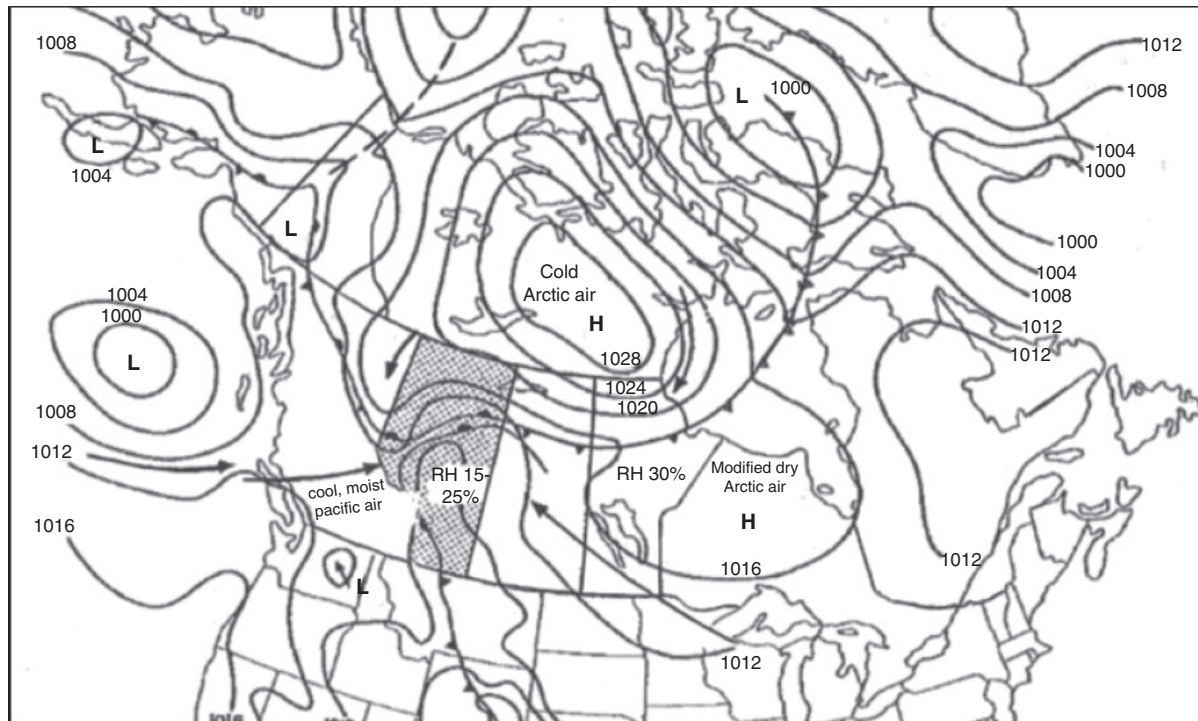 1008
L
1004
1000
L
1012
1008
1004
1000
1000
1004
1008
1012
1012
L
Cold
Arctic air
H
1028
1024
1020
1004
1000
L
1008
1012
1016
cool, moist
pacific air
RH 15-
25%
RH 30%
Modified dry
Arctic air
H
1016
1012
L
1012